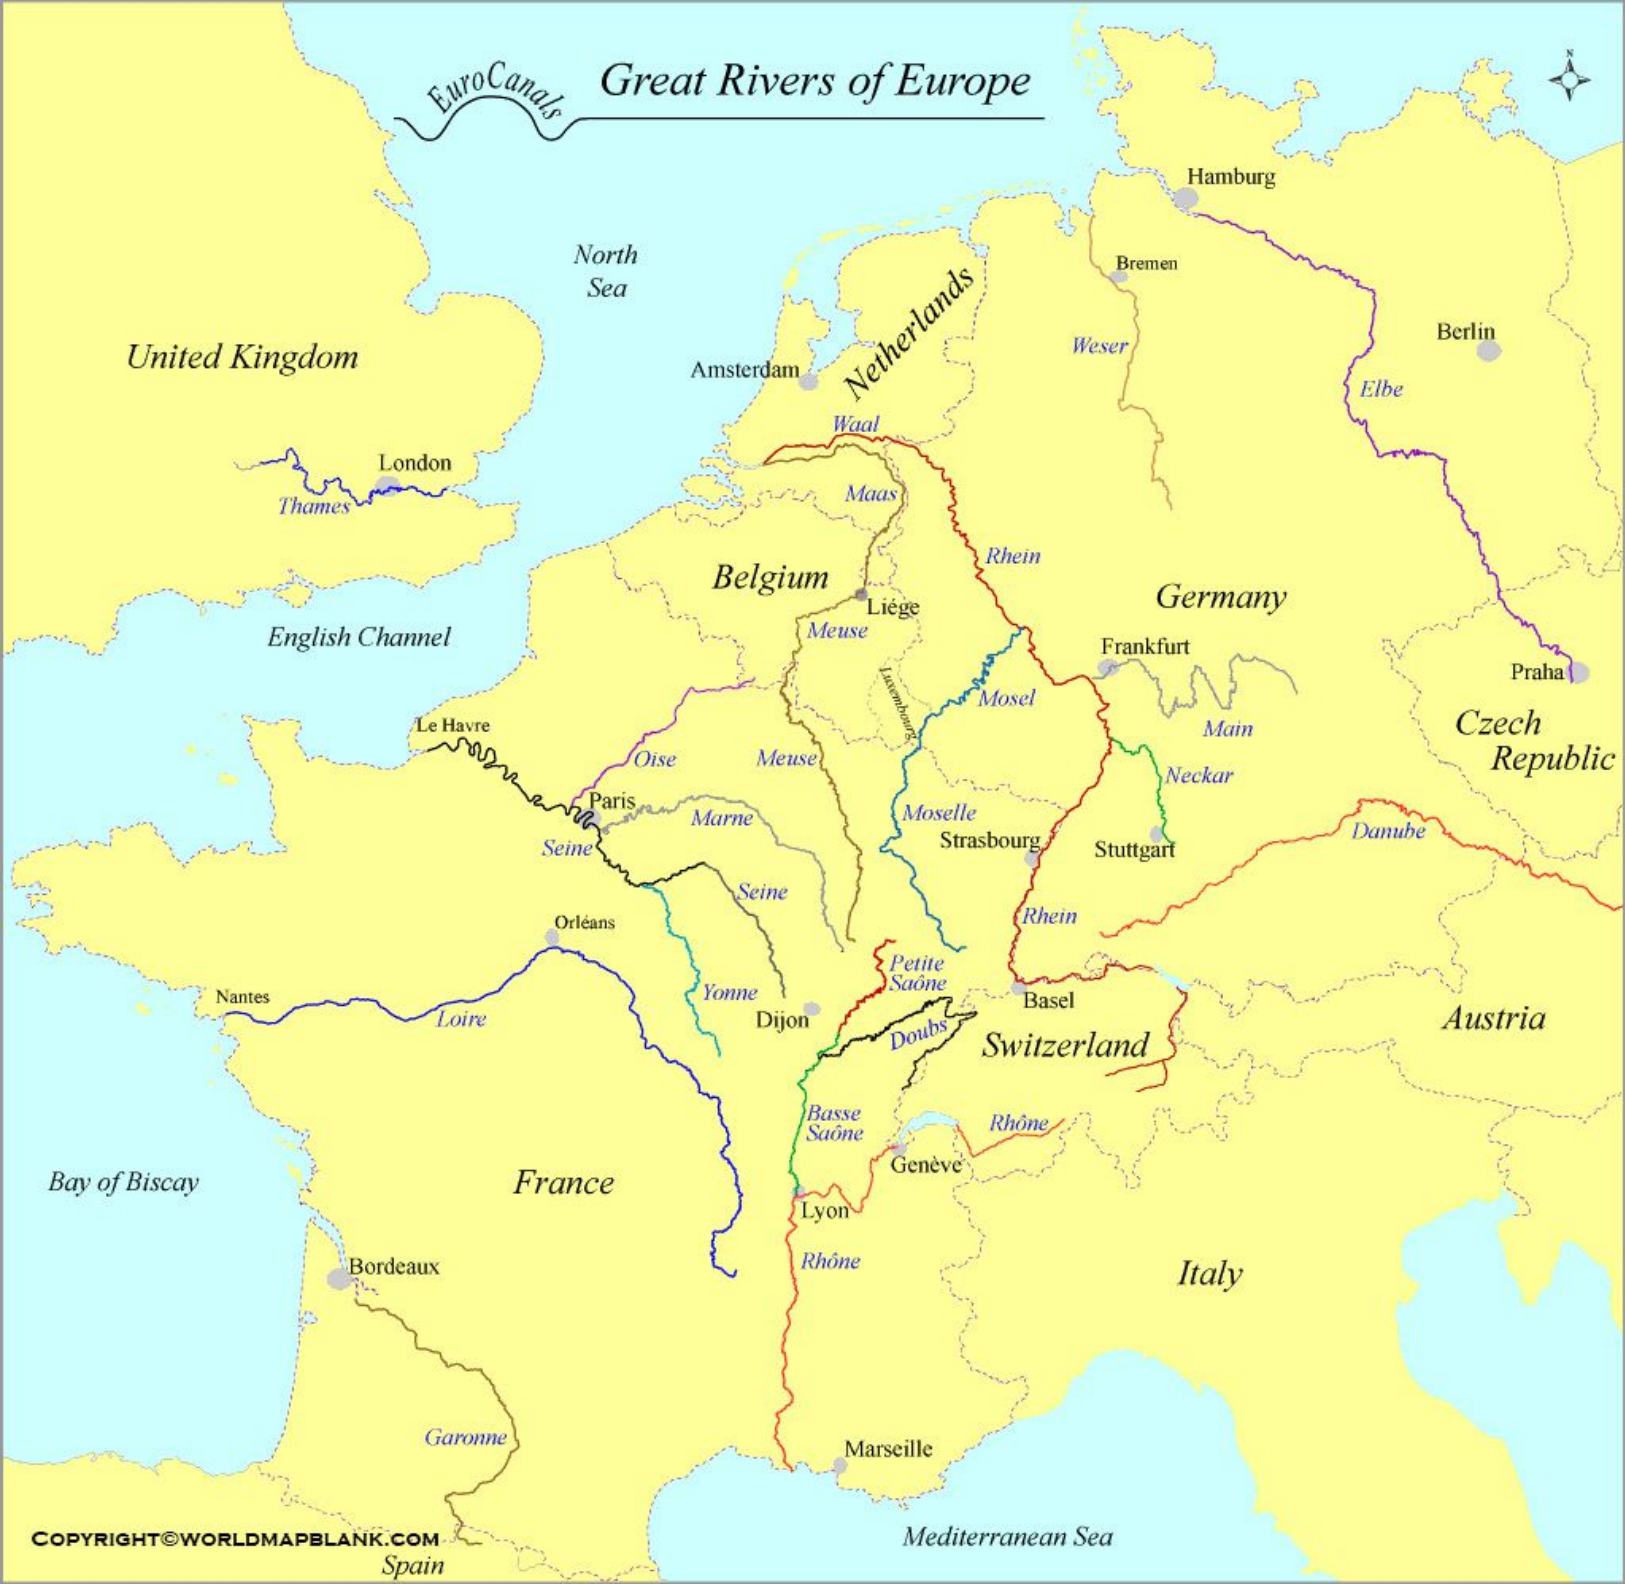 EuroCanals
Great Rivers of Europe
N
Hamburg
North
Sea
Bremen
Netherlands
Berlin
United Kingdom
Weser
Amsterdam
Elbe
Waal
London
Thames
Maas
Rhein
Belgium
Germany
Liége
English Channel
Meuse
Frankfurt
Praha
Luxembourg
Mosel
Le Havre
Main
Czech
Republic
Oise
Meuse
Neckar
Paris
Marne
Moselle
Danube
Seine
Strasbourg
Stuttgart
Seine
Orléans
Rhein
Petite
Saône
Nantes
Yonne
Basel
Loire
Dijon
Doubs
Switzerland
Austria
Basse
Saône
Rhône
Genève
Bay of Biscay
France
Lyon
Rhône
Bordeaux
Italy
Garonne
Marseille
COPYRIGHT©WORLDMAPBLANK.COM
Mediterranean Sea
Spain